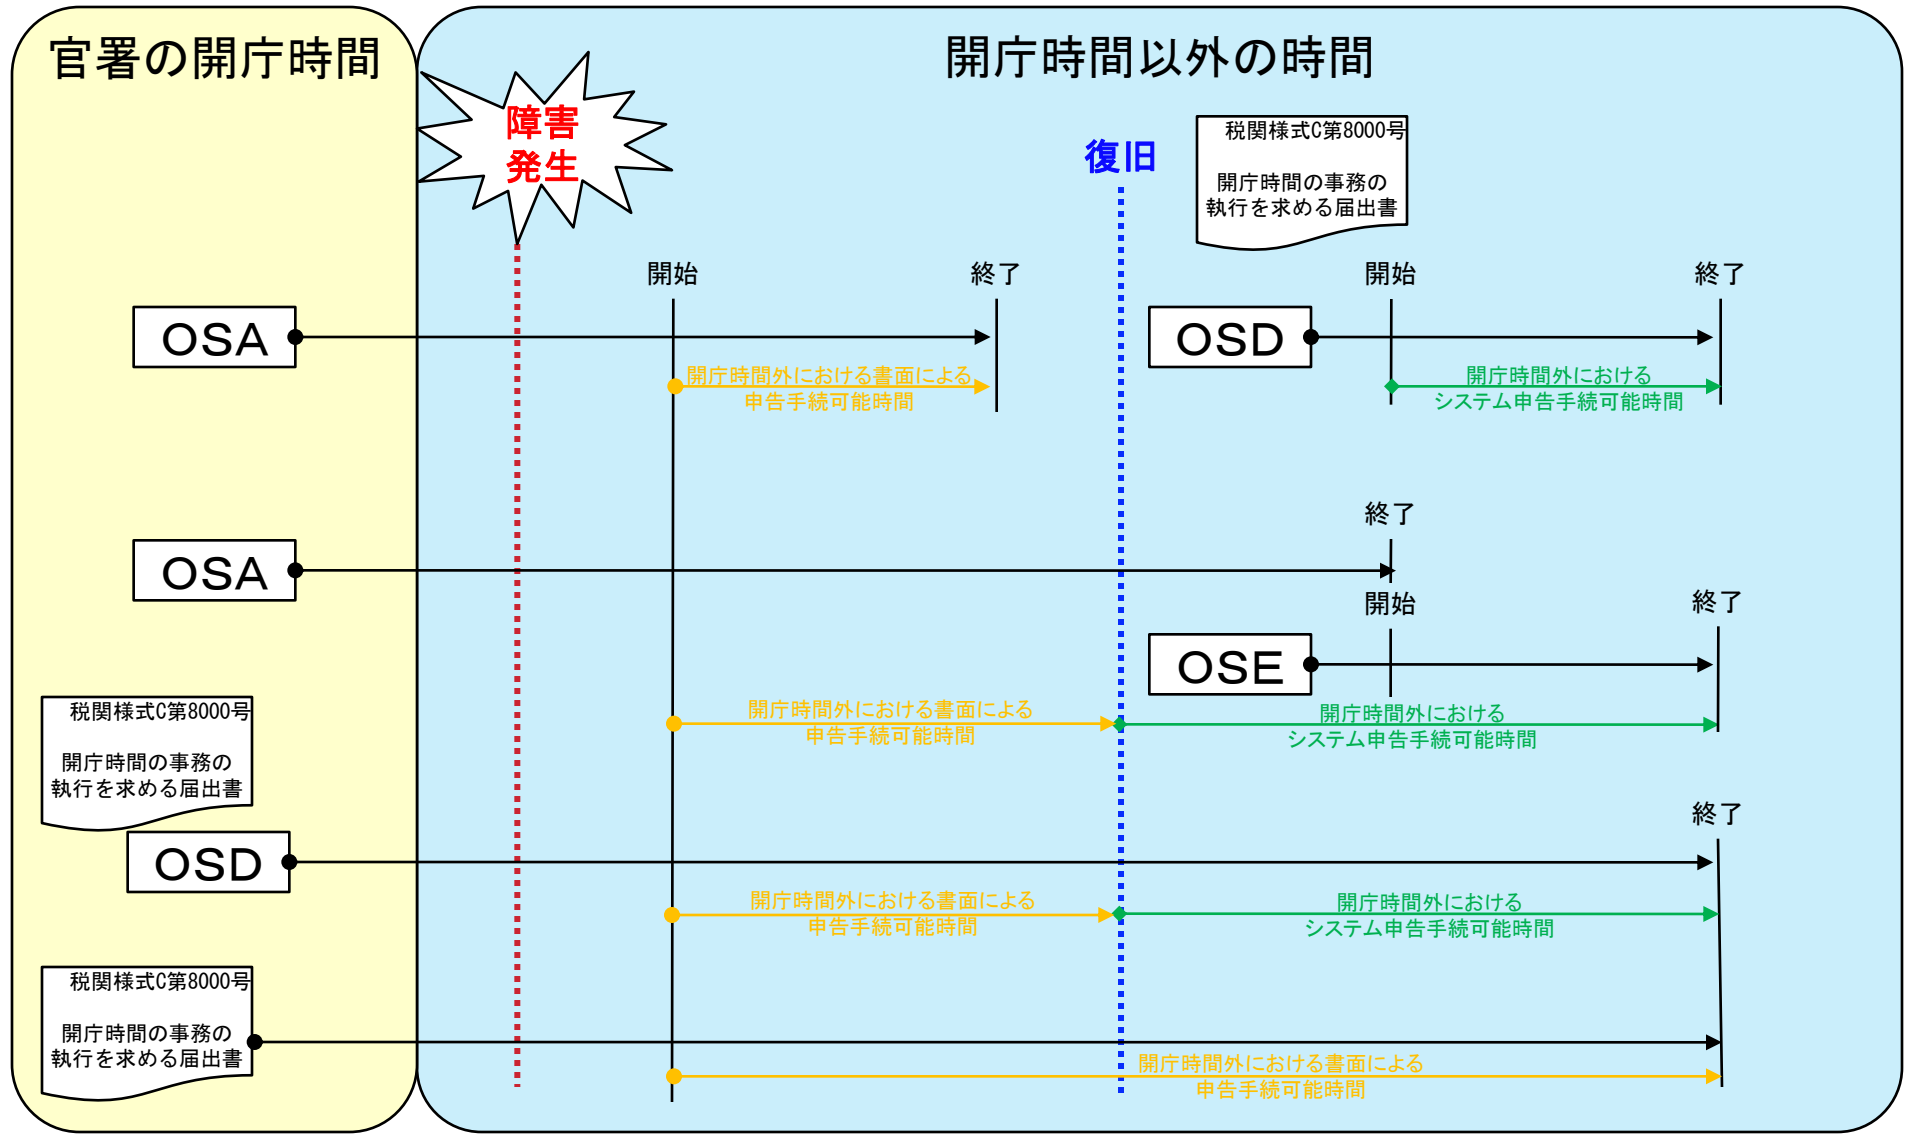 官署の開庁時間
開庁時間以外の時間
障害
発生
復旧
税関様式C第8000号
開庁時間の事務の
執行を求める届出書
開始
終了
開始
終了
OSA
OSD
開庁時間外における書面による
申告手続可能時間
開庁時間外における
システム申告手続可能時間
終了
OSA
開始
終了
OSE
税関様式C第8000号
開庁時間の事務の
執行を求める届出書
開庁時間外における書面による
申告手続可能時間
開庁時間外における
システム申告手続可能時間
終了
OSD
開庁時間外における書面による
申告手続可能時間
開庁時間外における
システム申告手続可能時間
税関様式C第8000号
開庁時間の事務の
執行を求める届出書
開庁時間外における書面による
申告手続可能時間